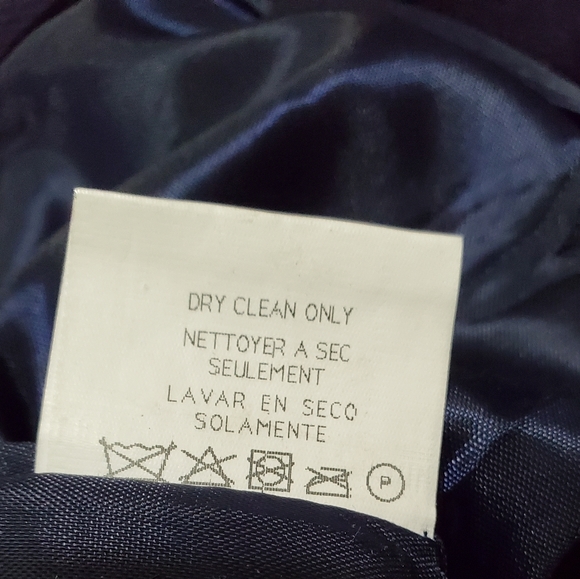 DRY CLEAN ONLY
NETTOYER A SEC
SEULEMENT
LAVAR EN SECO
SOLAMENTE
P